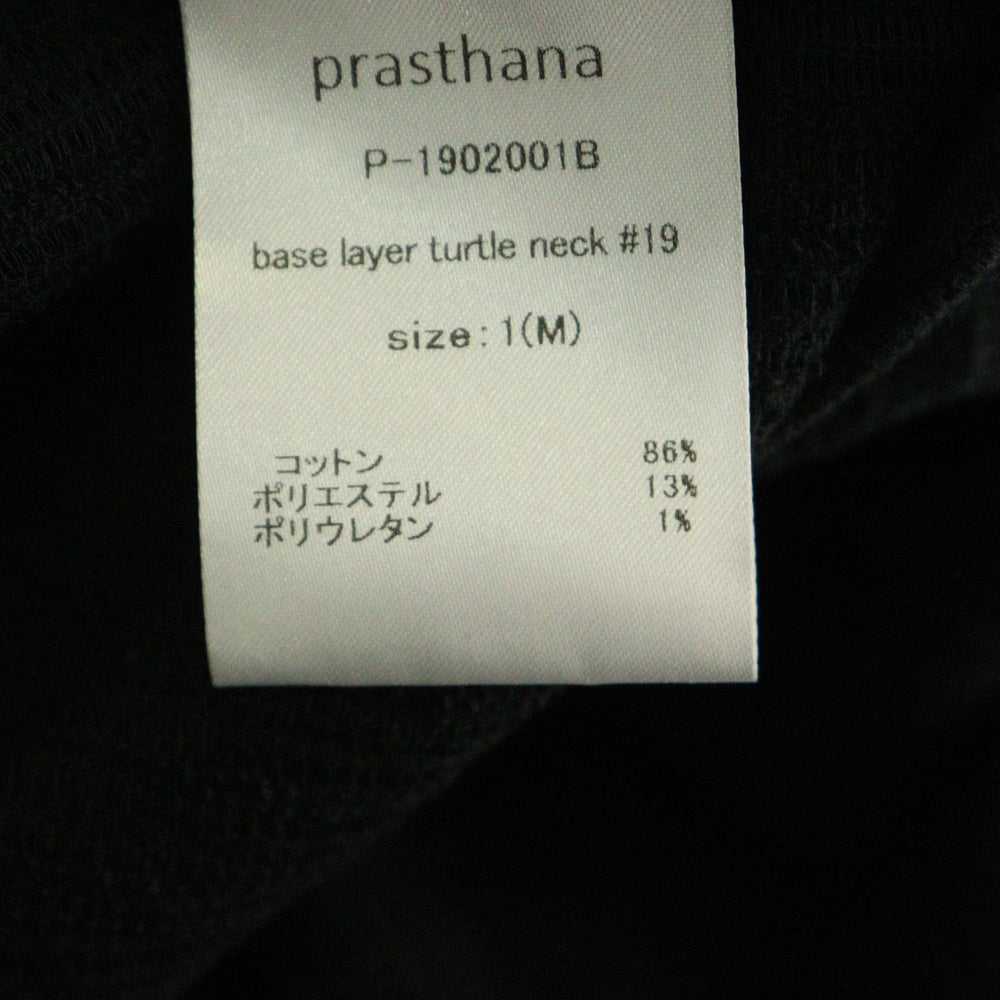 prasthana
P-1902001B
base layer turtle neck #19
size: 1(M)
コットン 86%
ポリエステル 13%
ポリウレタン 1%